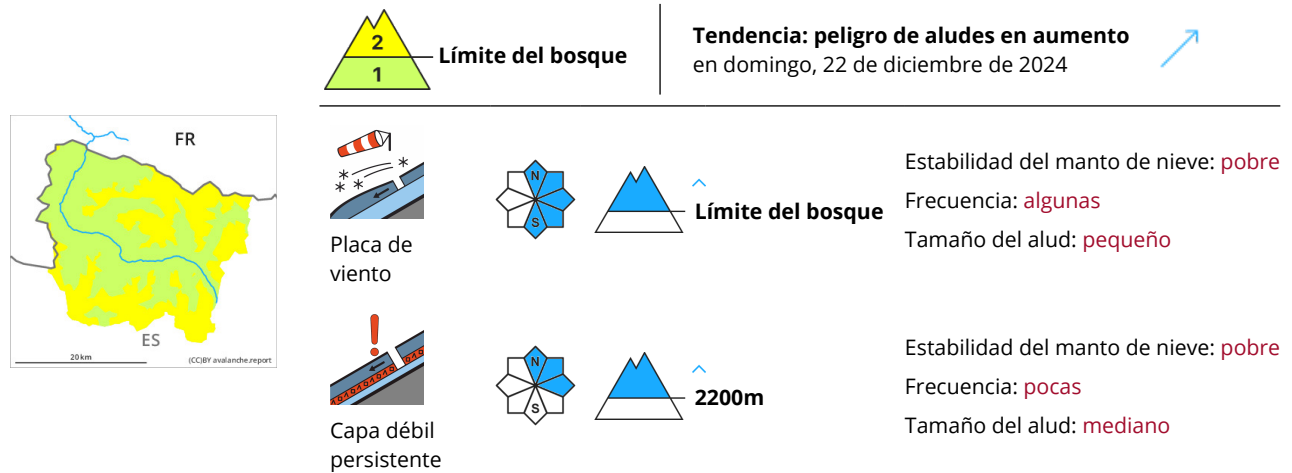 2
1
Límite del bosque
Tendencia: peligro de aludes en aumento
en domingo, 22 de diciembre de 2024
FR
ES
20 km
(CC)BY avalanche.report
Placa de
viento
N
S
Límite del bosque
Estabilidad del manto de nieve: pobre
Frecuencia: algunas
Tamaño del alud: pequeño
Capa débil
persistente
N
S
2200m
Estabilidad del manto de nieve: pobre
Frecuencia: pocas
Tamaño del alud: mediano